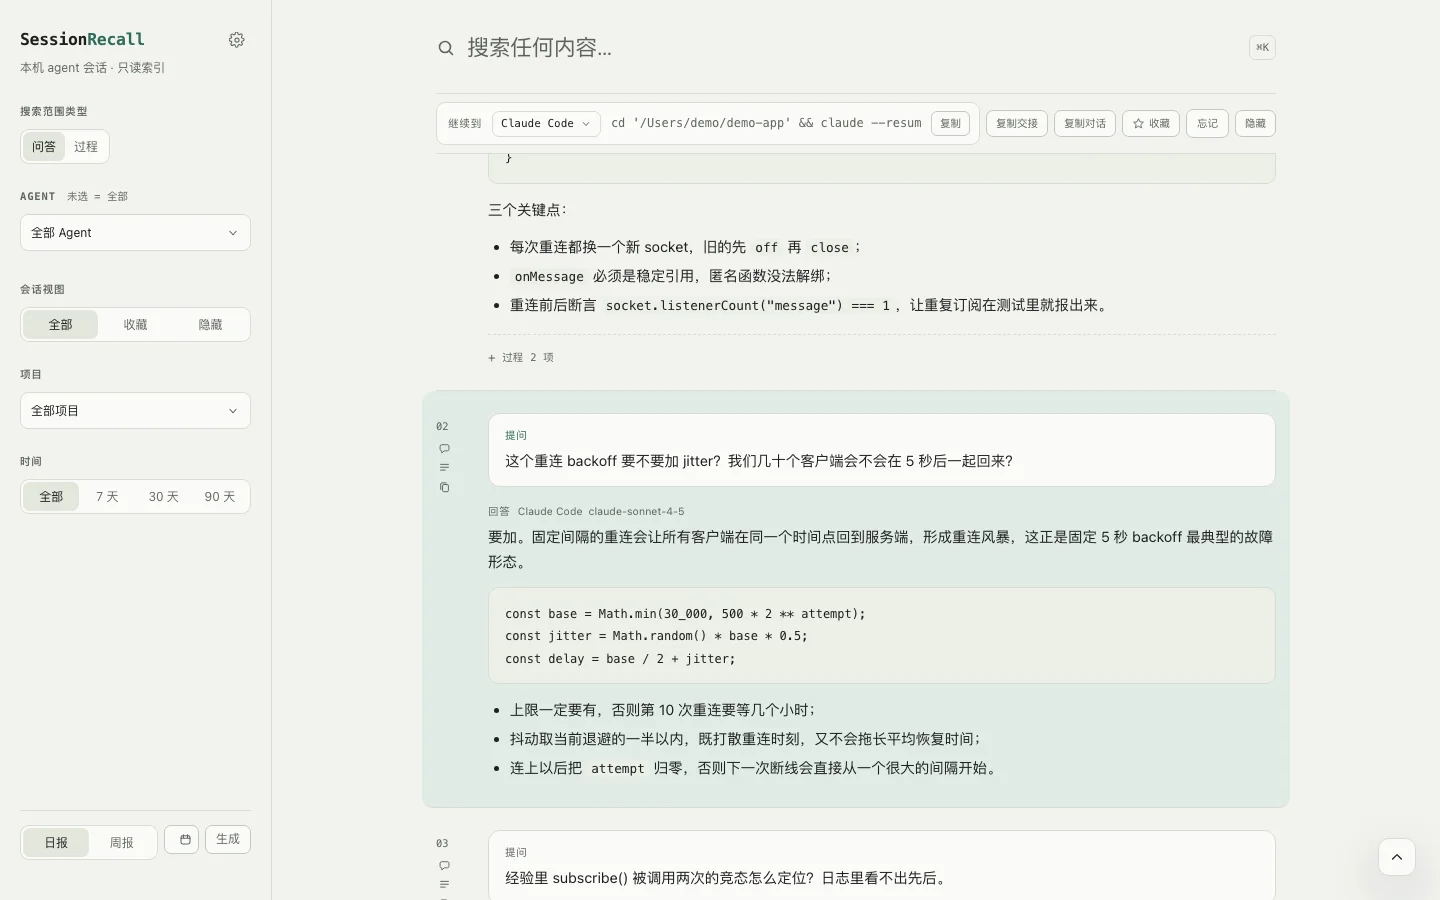 SessionRecall
本机 agent 会话 · 只读索引
搜索范围类型
问答 过程
AGENT 未选 = 全部
全部 Agent
会话视图
全部 收藏 隐藏
项目
全部项目
时间
全部 7 天 30 天 90 天
日报 周报 生成
搜索任何内容...
⌘K
继续到 Claude Code cd '/Users/demo/demo-app' && claude --resum 复制 复制交接 复制对话 收藏 忘记 隐藏
}
三个关键点：
• 每次重连都换一个新 socket，旧的先 off 再 close；
• onMessage 必须是稳定引用，匿名函数没法解绑；
• 重连前后断言 socket.listenerCount("message") === 1，让重复订阅在测试里就报出来。
+ 过程 2 项
02
提问
这个重连 backoff 要不要加 jitter？我们几十个客户端会不会在 5 秒后一起回来？
回答 Claude Code claude-sonnet-4-5
要加。固定间隔的重连会让所有客户端在同一个时间点回到服务端，形成重连风暴，这正是固定 5 秒 backoff 最典型的故障
形态。
const base = Math.min(30_000, 500 * 2 ** attempt);
const jitter = Math.random() * base * 0.5;
const delay = base / 2 + jitter;
• 上限一定要有，否则第 10 次重连要等几个小时；
• 抖动取当前退避的一半以内，既打散重连时刻，又不会拖长平均恢复时间；
• 连上以后把 attempt 归零，否则下一次断线会直接从一个很大的间隔开始。
03
提问
经验里 subscribe() 被调用两次的竞态怎么定位？日志里看不出先后。